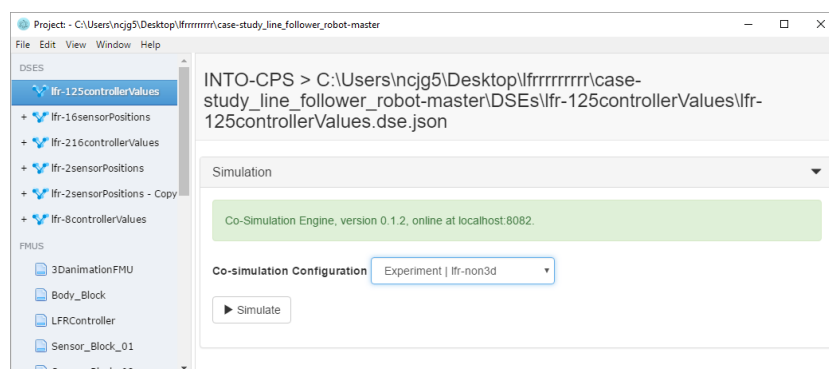 Project: - C:\Users\ncjg5\Desktop\lfrrrrrrrr\case-study_line_follower_robot-master
File Edit View Window Help
DSES
lfr-125controllerValues
+ lfr-16sensorPositions
+ lfr-216controllerValues
+ lfr-2sensorPositions
+ lfr-2sensorPositions - Copy
+ lfr-8controllerValues
FMUS
3DanimationFMU
Body_Block
LFRController
Sensor_Block_01
INTO-CPS > C:\Users\ncjg5\Desktop\lfrrrrrrrr\case-
study_line_follower_robot-master\DSEs\lfr-125controllerValues\lfr-
125controllerValues.dse.json
Simulation
Co-Simulation Engine, version 0.1.2, online at localhost:8082.
Co-simulation Configuration Experiment | lfr-non3d
Simulate